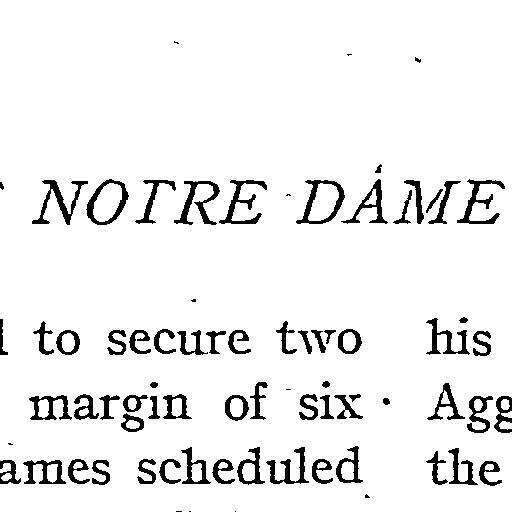 NOTRE DAME
to secure two his
margin of six Agg
ames scheduled the